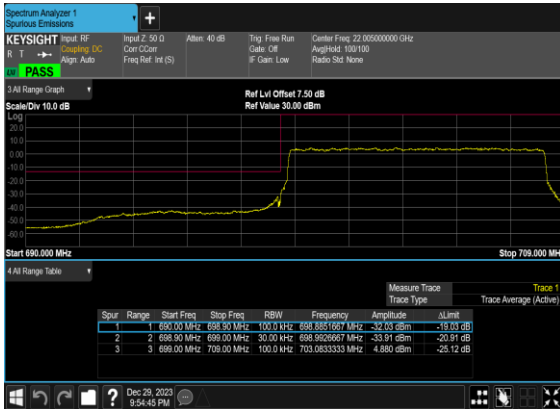 Spectrum Analyzer 1
Spurious Emissions
+
KEYSIGHT Input: RF Input Z: 50 Ω Atten: 40 dB Trig: Free Run Center Freq: 22.005000000 GHz
R T Coupling: DC Corr CCorr Gate: Off Avg|Hold: 100/100
Align: Auto Freq Ref: Int (S) IF Gain: Low Radio Std: None
PASS
3 All Range Graph Ref Lvl Offset 7.50 dB
Scale/Div 10.0 dB Ref Value 30.00 dBm
Log
20.0
10.0
0.00
-10.0
-20.0
-30.0
-40.0
-50.0
-60.0
Start 690.000 MHz Stop 709.000 MH
4 All Range Table
Measure Trace Trace 1
Trace Type Trace Average (Active)
Spur Range Start Freq Stop Freq RBW Frequency Amplitude ΔLimit
1 1 690.00 MHz 698.90 MHz 100.0 kHz 698.8851667 MHz -32.03 dBm -19.03 dB
2 2 698.90 MHz 699.00 MHz 30.00 kHz 698.9926667 MHz -33.91 dBm -20.91 dB
3 3 699.00 MHz 709.00 MHz 100.0 kHz 703.0833333 MHz 4.880 dBm -25.12 dB
? Dec 29, 2023
9:54:45 PM